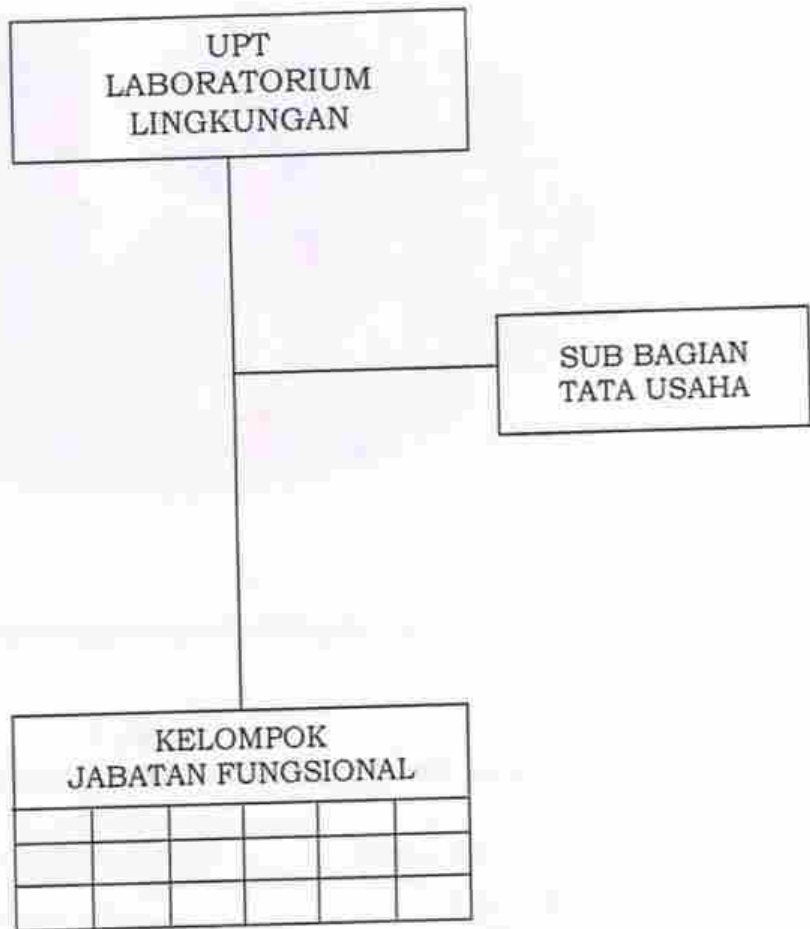 UPT
LABORATORIUM
LINGKUNGAN
SUB BAGIAN
TATA USAHA
KELOMPOK
JABATAN FUNGSIONAL